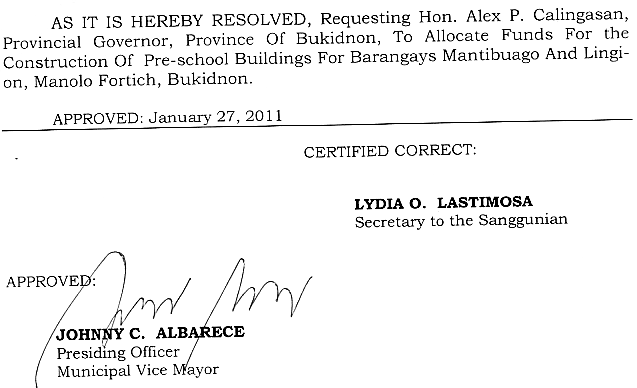 AS IT IS HEREBY RESOLVED, Requesting Hon. Alex P. Calingasan,
Provincial Governor, Province Of Bukidnon, To Allocate Funds For the
Construction Of Pre-school Buildings For Barangays Mantibuago And Lingi-
on, Manolo Fortich, Bukidnon.
APPROVED: January 27, 2011
CERTIFIED CORRECT:
LYDIA O. LASTIMOSA
Secretary to the Sanggunian
APPROVED:
JOHNNY C. ALBARECE
Presiding Officer
Municipal Vice Mayor